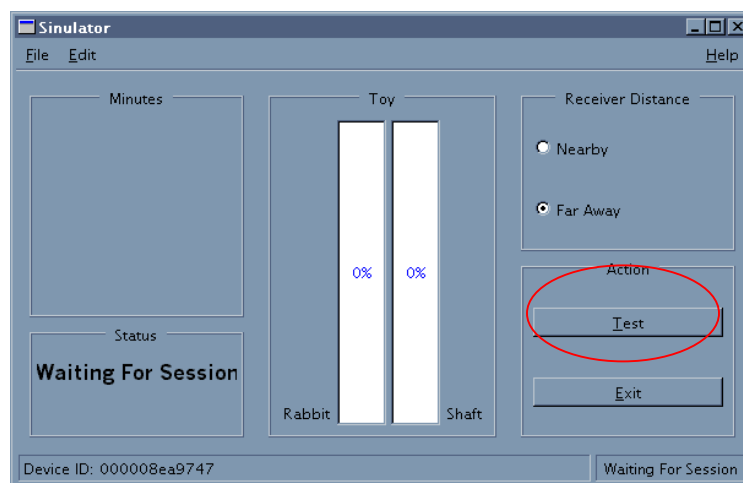 Sinulator
File Edit Help
Minutes
Toy
Receiver Distance
Nearby
Far Away
0% 0%
Action
Test
Status
Waiting For Session
Exit
Rabbit Shaft
Device ID: 000008ea9747 Waiting For Session